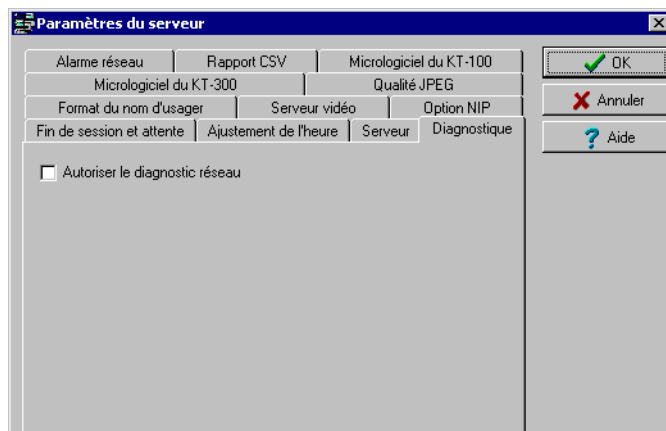 Paramètres du serveur
Alarme réseau Rapport CSV Micrologiciel du KT-100
Micrologiciel du KT-300 Qualité JPEG
Format du nom d'usager Serveur vidéo Option NIP
Fin de session et attente Ajustement de l'heure Serveur Diagnostique
OK
Annuler
Aide
Autoriser le diagnostic réseau